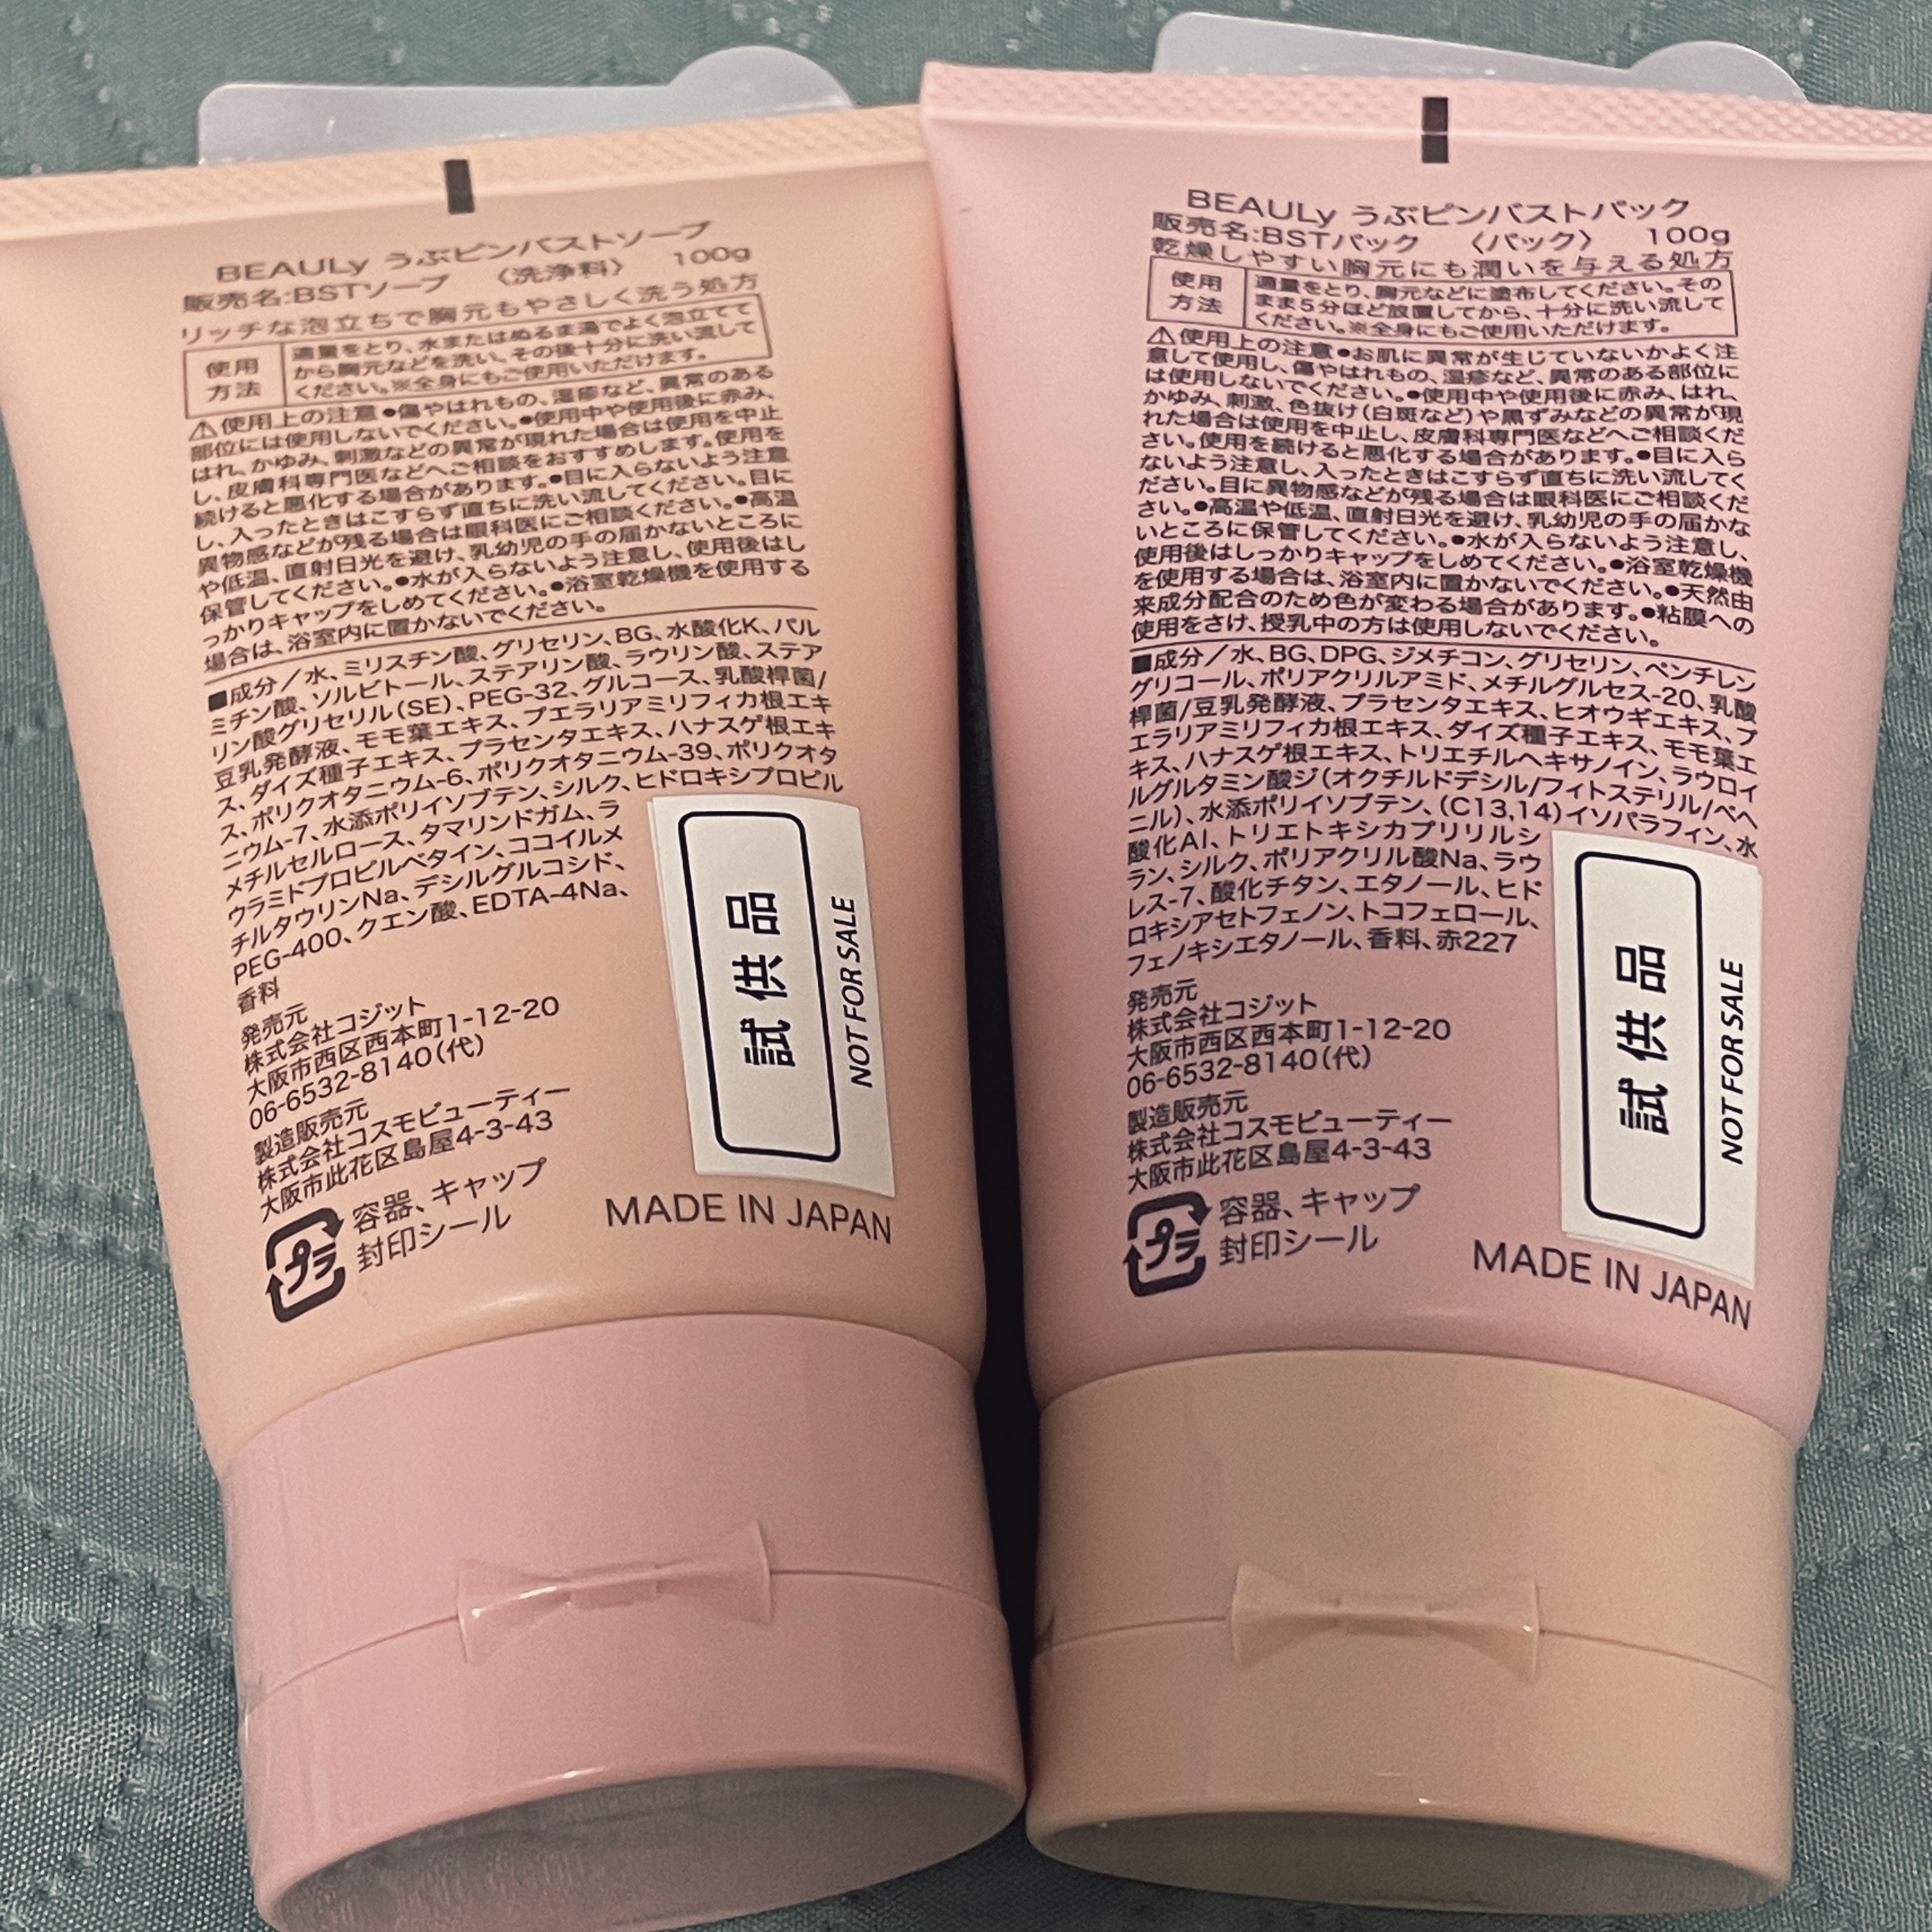 BEAULy うぶピンバストソープ
販売名:BSTソープ 〈洗浄料〉 100g
リッチな泡立ちで胸元もやさしく洗う処方
使用
方法
適量をとり、水またはぬるま湯でよく泡立てて
から胸元などを洗い、その後十分に洗い流して
ください。※全身にもご使用いただけます。
⚠使用上の注意●傷やはれもの、湿疹など、異常のある
部位には使用しないでください。●使用中や使用後に赤み、
はれ、かゆみ、刺激などの異常が現れた場合は使用を中止
し、皮膚科専門医などへご相談をおすすめします。使用を
続けると悪化する場合があります。●目に入らないよう注意
し、入ったときはこすらず直ちに洗い流してください。目に
異物感などが残る場合は眼科医にご相談ください。●高温
や低温、直射日光を避け、乳幼児の手の届かないところに
保管してください。●水が入らないよう注意し、使用後はし
っかりキャップをしめてください。●浴室乾燥機を使用する
場合は、浴室内に置かないでください。
■成分/水、ミリスチン酸、グリセリン、BG、水酸化K、パル
ミチン酸、ソルビトール、ステアリン酸、ラウリン酸、ステア
リン酸グリセリル(SE)、PEG-32、グルコース、乳酸桿菌/
豆乳発酵液、モモ葉エキス、プエラリアミリフィカ根エキ
ス、ダイズ種子エキス、プラセンタエキス、ハナスゲ根エキ
ス、ポリクオタニウム-6、ポリクオタニウム-39、ポリクオタ
ニウム-7、水添ポリイソブテン、シルク、ヒドロキシプロピル
メチルセルロース、タマリンドガム、ラ
ウラミドプロピルベタイン、ココイルメ
チルタウリンNa、デシルグルコシド、
PEG-400、クエン酸、EDTA-4Na、
香料
発売元
株式会社コジット
大阪市西区西本町1-12-20
06-6532-8140(代)
製造販売元
株式会社コスモビューティー
大阪市此花区島屋4-3-43
プラ
容器、キャップ
封印シール
試供品
NOT FOR SALE
MADE IN JAPAN
BEAULy うぶピンバストパック
販売名:BSTパック 〈パック〉 100g
乾燥しやすい胸元にも潤いを与える処方
使用
方法
適量をとり、胸元などに塗布してください。その
まま5分ほど放置してから、十分に洗い流して
ください。※全身にもご使用いただけます。
⚠使用上の注意●お肌に異常が生じていないかよく注
意して使用し、傷やはれもの、湿疹など、異常のある部位に
は使用しないでください。●使用中や使用後に赤み、はれ、
かゆみ、刺激、色抜け(白斑など)や黒ずみなどの異常が現
れた場合は使用を中止し、皮膚科専門医などへご相談くだ
さい。使用を続けると悪化する場合があります。●目に入ら
ないよう注意し、入ったときはこすらず直ちに洗い流してく
ださい。目に異物感などが残る場合は眼科医にご相談くだ
さい。●高温や低温、直射日光を避け、乳幼児の手の届かな
いところに保管してください。●水が入らないよう注意し、
使用後はしっかりキャップをしめてください。●浴室乾燥機
を使用する場合は、浴室内に置かないでください。●天然由
来成分配合のため色が変わる場合があります。●粘膜への
使用をさけ、授乳中の方は使用しないでください。
■成分/水、BG、DPG、ジメチコン、グリセリン、ペンチレン
グリコール、ポリアクリルアミド、メチルグルセス-20、乳酸
桿菌/豆乳発酵液、プラセンタエキス、ヒオウギエキス、プ
エラリアミリフィカ根エキス、ダイズ種子エキス、モモ葉エ
キス、ハナスゲ根エキス、トリエチルヘキサノイン、ラウロイ
ルグルタミン酸ジ(オクチルドデシル/フィトステリル/ベヘ
ニル)、水添ポリイソブテン、(C13,14)イソパラフィン、水
酸化Al、トリエトキシカプリリルシ
ラン、シルク、ポリアクリル酸Na、ラウ
レス-7、酸化チタン、エタノール、ヒド
ロキシアセトフェノン、トコフェロール、
フェノキシエタノール、香料、赤227
発売元
株式会社コジット
大阪市西区西本町1-12-20
06-6532-8140(代)
製造販売元
株式会社コスモビューティー
大阪市此花区島屋4-3-43
プラ
容器、キャップ
封印シール
試供品
NOT FOR SALE
MADE IN JAPAN